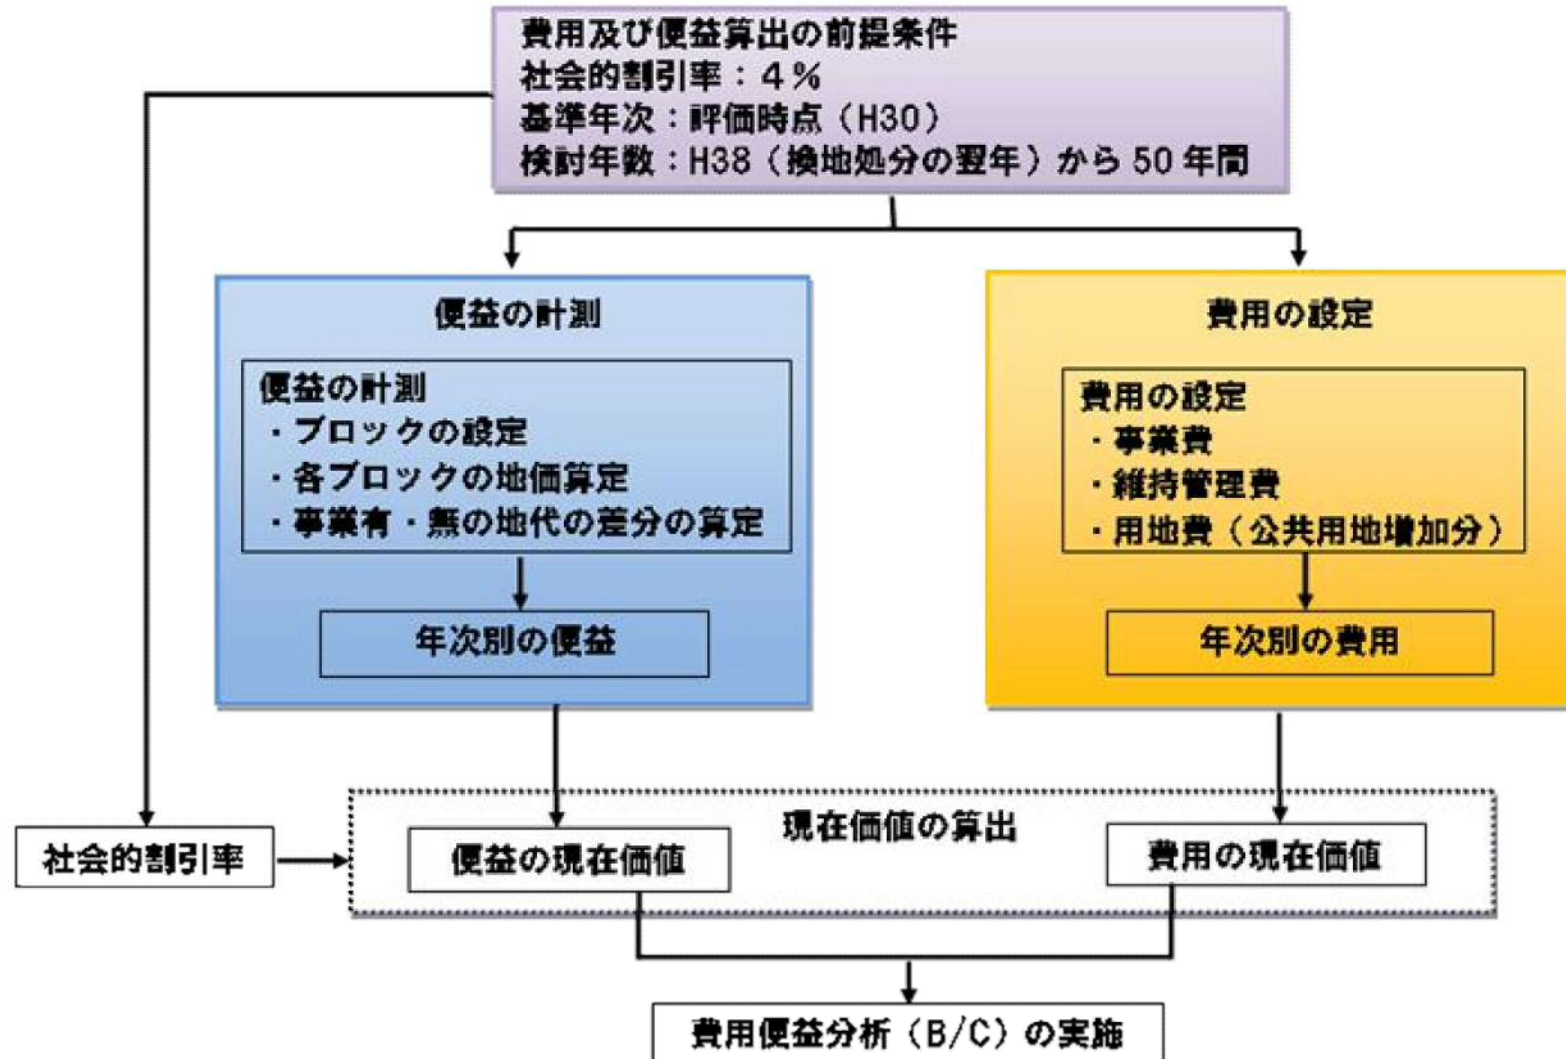 費用及び便益算出の前提条件
社会的割引率：４％
基準年次：評価時点（H30）
検討年数：H38（換地処分の翌年）から 50 年間
便益の計測
便益の計測
・ブロックの設定
・各ブロックの地価算定
・事業有・無の地代の差分の算定
年次別の便益
費用の設定
費用の設定
・事業費
・維持管理費
・用地費（公共用地増加分）
年次別の費用
社会的割引率
現在価値の算出
便益の現在価値
費用の現在価値
費用便益分析（B/C）の実施